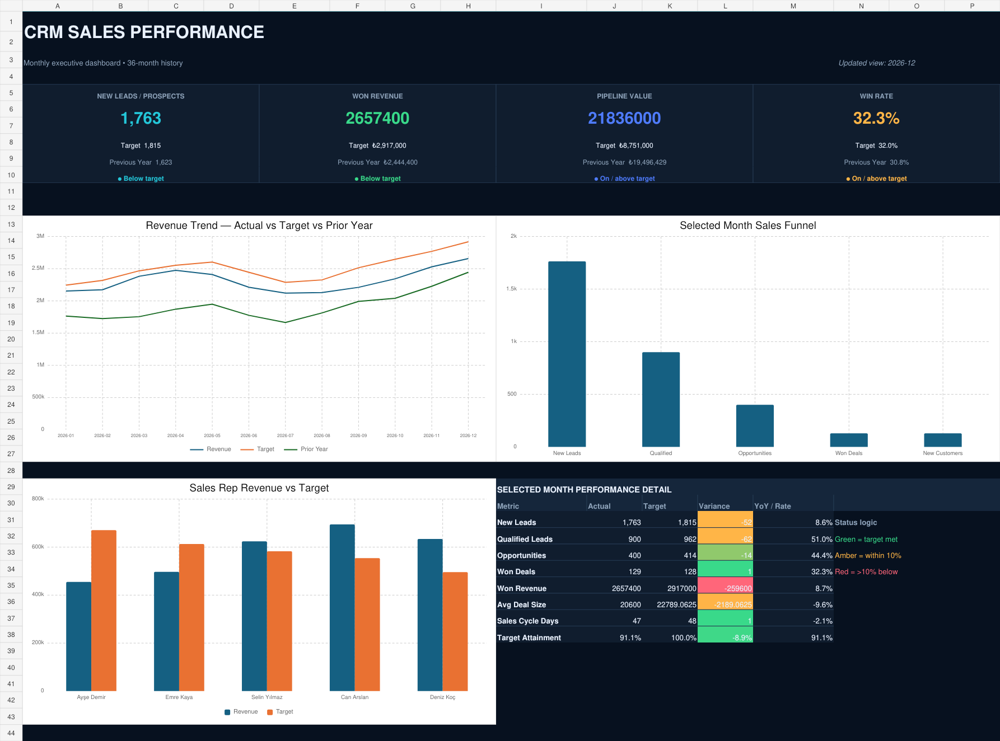 A B C D E F G H I J K L M N O P
1
CRM SALES PERFORMANCE
2
3 Monthly executive dashboard • 36-month history Updated view: 2026-12
4
5 NEW LEADS / PROSPECTS WON REVENUE PIPELINE VALUE WIN RATE
6
1,763 2657400 21836000 32.3%
7
8 Target 1,815 Target ₺2,917,000 Target ₺8,751,000 Target 32.0%
9 Previous Year 1,623 Previous Year ₺2,444,400 Previous Year ₺19,496,429 Previous Year 30.8%
10 ● Below target ● Below target ● On / above target ● On / above target
11
12
13
14
15
16
17
18
19
20
21
22
23
24
25
26
27
Revenue Trend — Actual vs Target vs Prior Year
3M
2.5M
2M
1.5M
1M
500k
0
2026-01 2026-02 2026-03 2026-04 2026-05 2026-06 2026-07 2026-08 2026-09 2026-10 2026-11 2026-12
Revenue Target Prior Year
Selected Month Sales Funnel
2k
1.5k
1k
500
0
New Leads Qualified Opportunities Won Deals New Customers
28
29
30
31
32
33
34
35
36
37
38
39
40
41
42
43
44
Sales Rep Revenue vs Target
800k
600k
400k
200k
0
Ayşe Demir Emre Kaya Selin Yılmaz Can Arslan Deniz Koç
Revenue Target
SELECTED MONTH PERFORMANCE DETAIL
Metric Actual Target Variance YoY / Rate
New Leads 1,763 1,815 -52 8.6% Status logic
Qualified Leads 900 962 -62 51.0% Green = target met
Opportunities 400 414 -14 44.4% Amber = within 10%
Won Deals 129 128 1 32.3% Red = >10% below
Won Revenue 2657400 2917000 -259600 8.7%
Avg Deal Size 20600 22789.0625 -2189.0625 -9.6%
Sales Cycle Days 47 48 1 -2.1%
Target Attainment 91.1% 100.0% -8.9% 91.1%